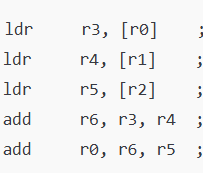 ldr r3, [r0] ;
ldr r4, [r1] ;
ldr r5, [r2] ;
add r6, r3, r4 ;
add r0, r6, r5 ;